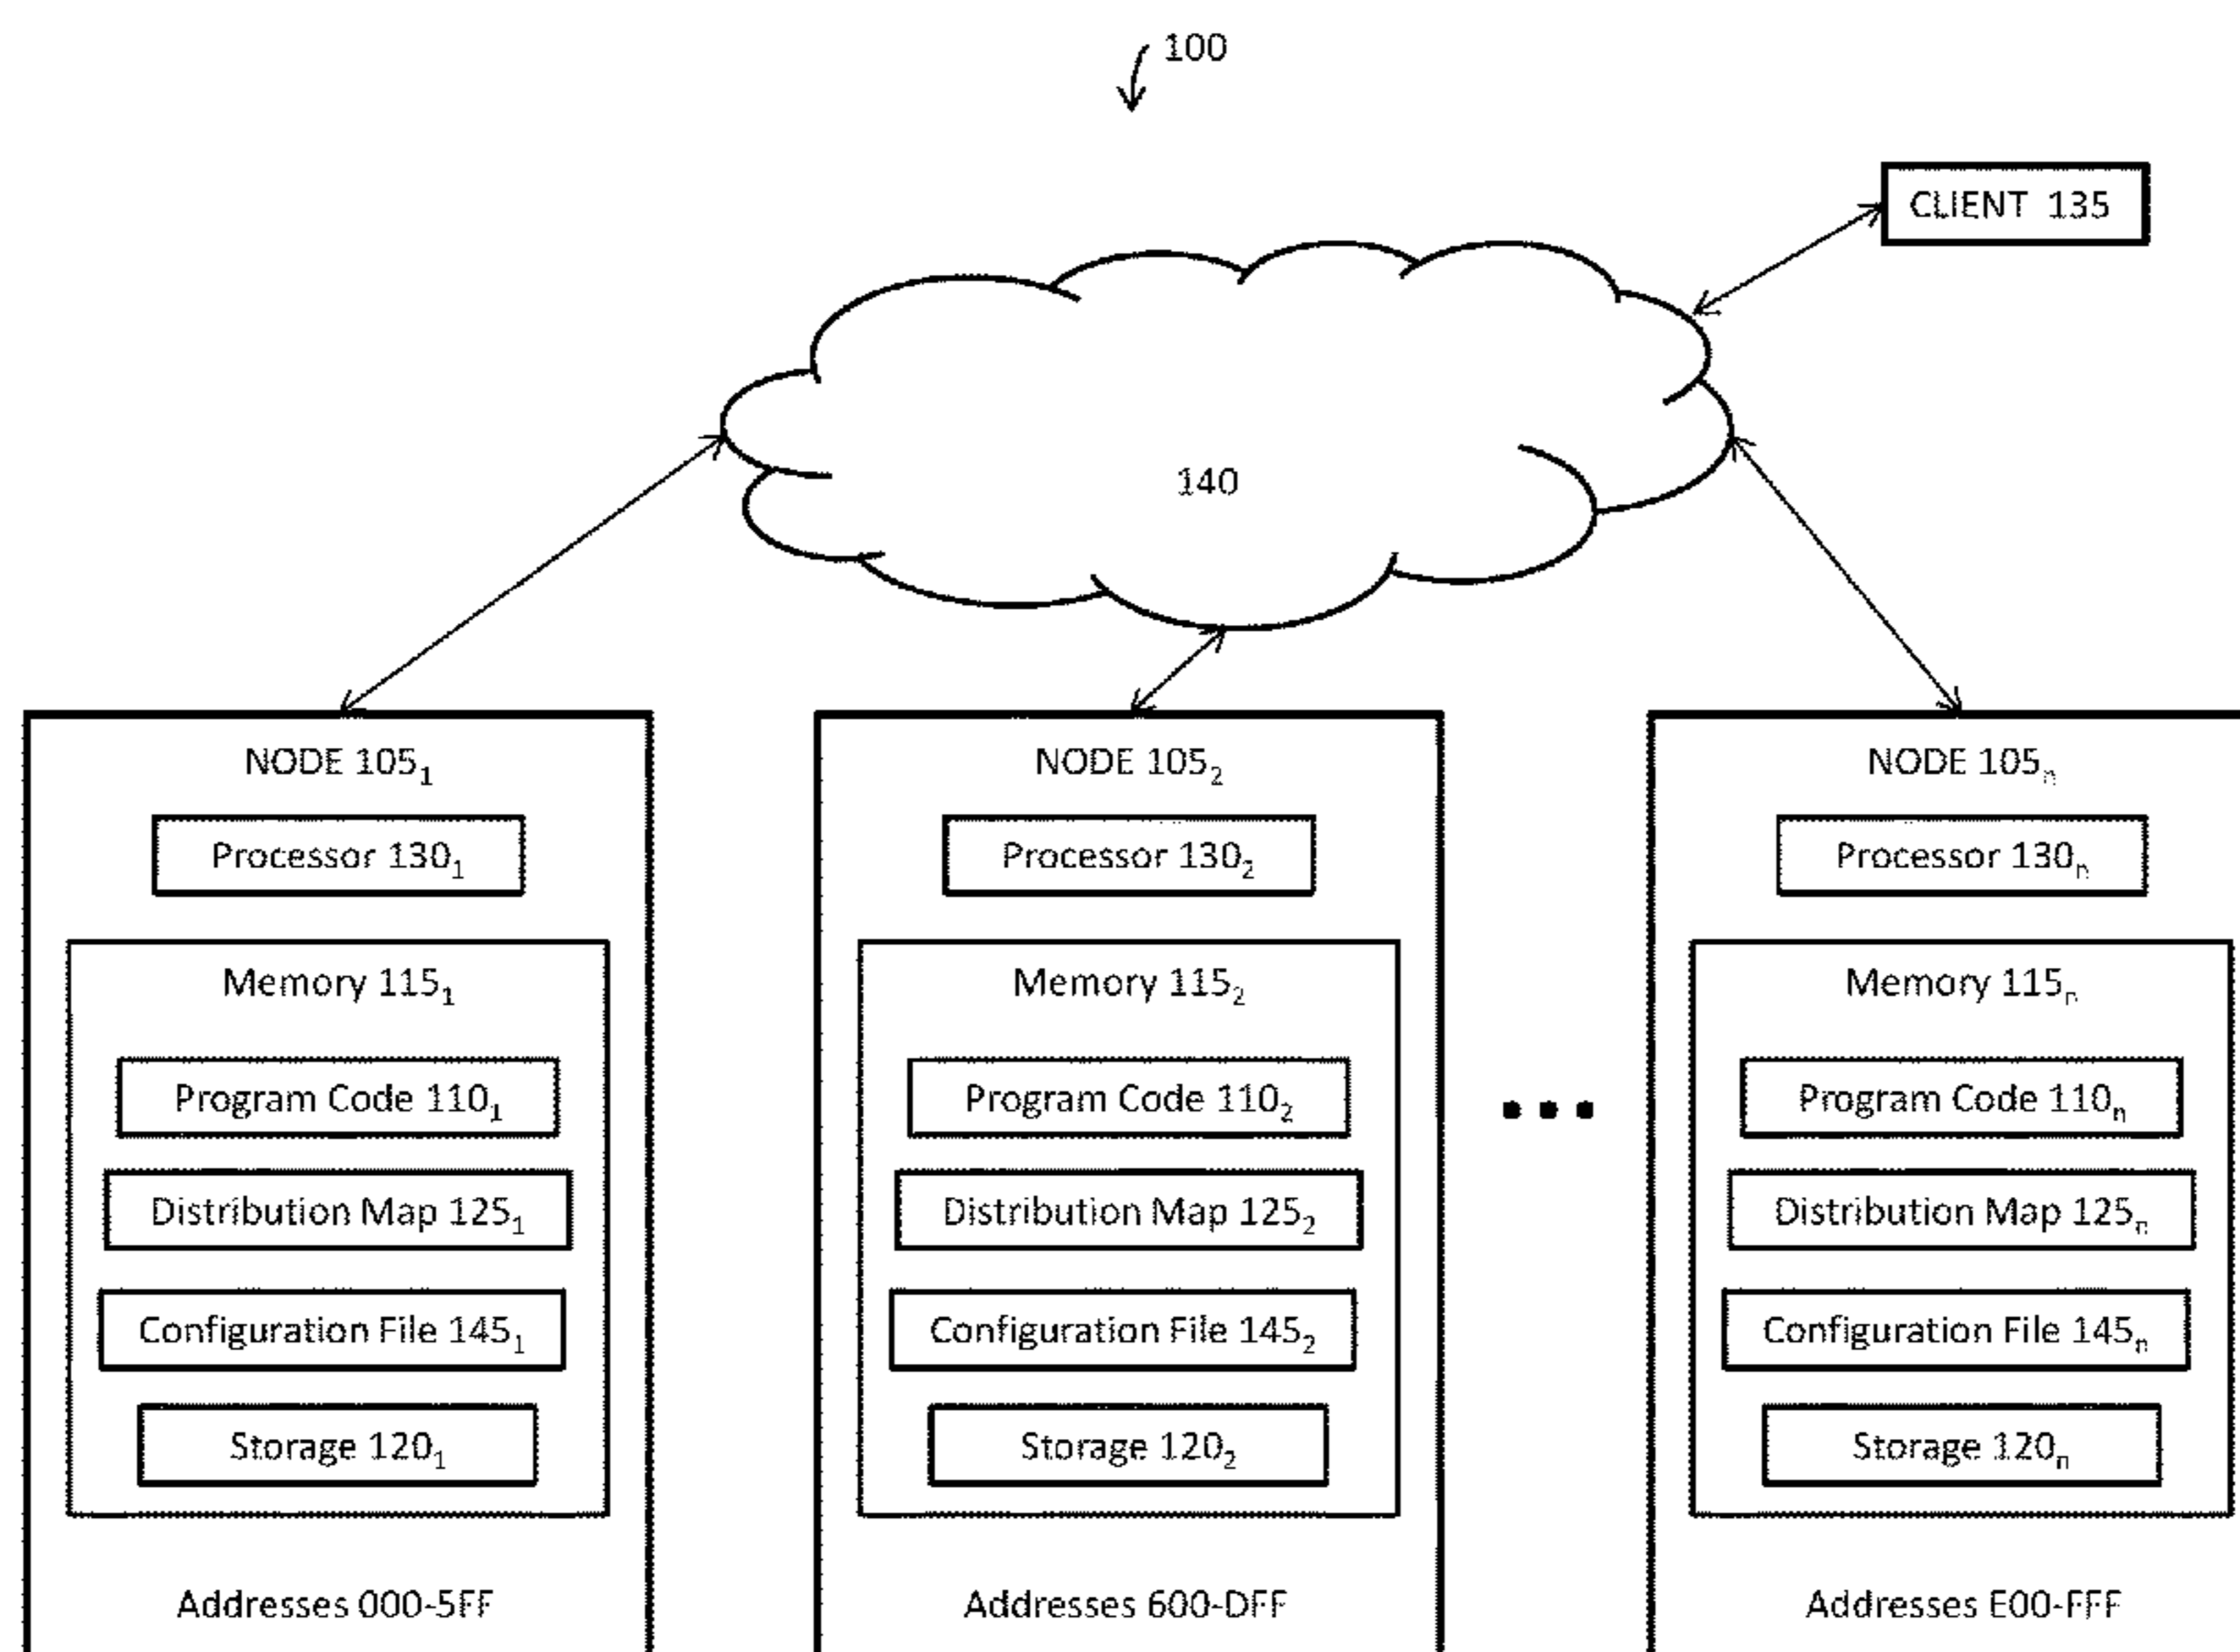 100
CLIENT 135
140
NODE 105₁
Processor 130₁
Memory 115₁
Program Code 110₁
Distribution Map 125₁
Configuration File 145₁
Storage 120₁
Addresses 000-5FF
NODE 105₂
Processor 130₂
Memory 115₂
Program Code 110₂
Distribution Map 125₂
Configuration File 145₂
Storage 120₂
Addresses 600-DFF
NODE 105ₙ
Processor 130ₙ
Memory 115ₙ
Program Code 110ₙ
Distribution Map 125ₙ
Configuration File 145ₙ
Storage 120ₙ
Addresses E00-FFF